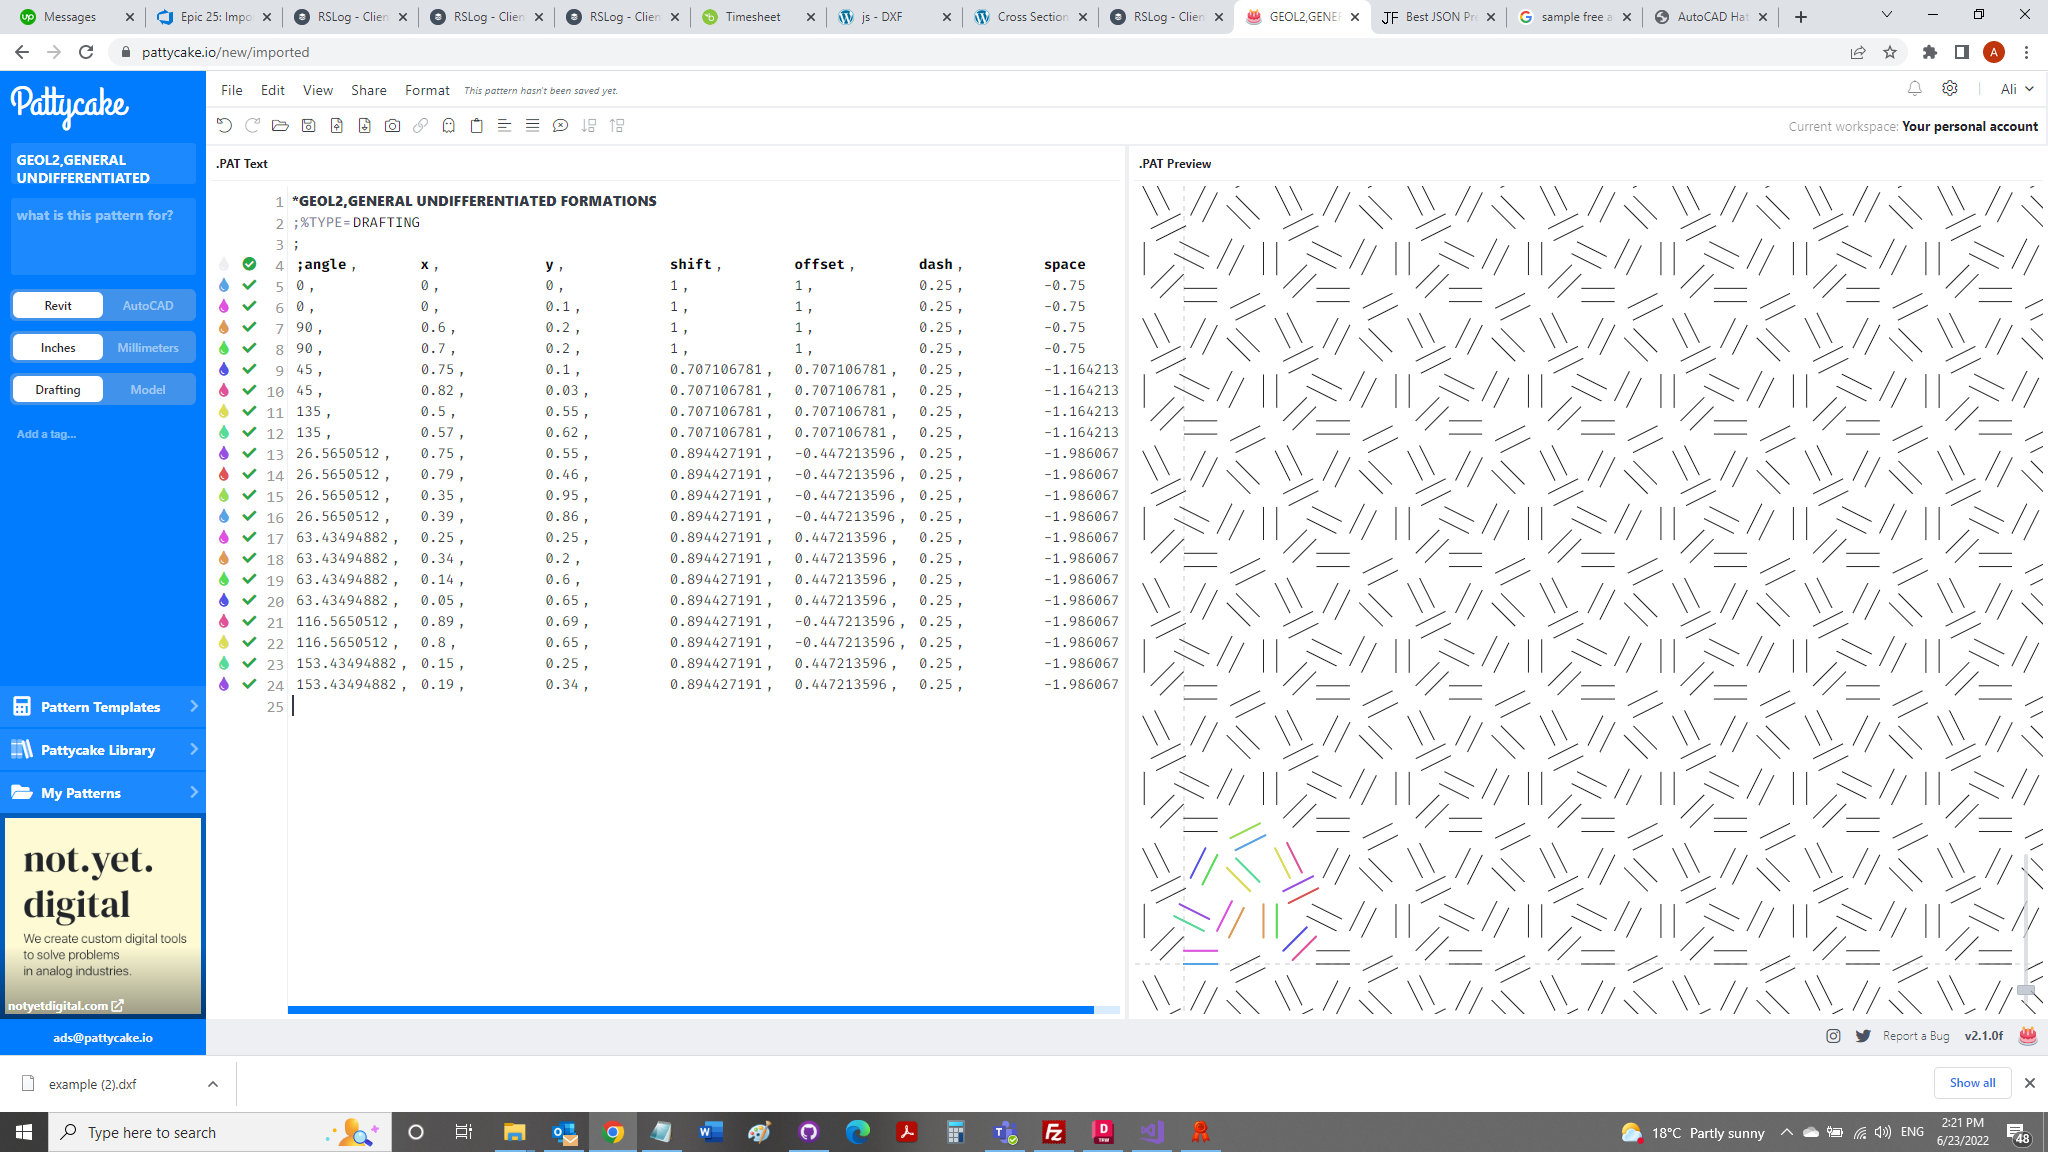 Messages
Epic 25: Impo
RSLog - Clien
RSLog - Clien
RSLog - Clien
Timesheet
js - DXF
Cross Section
RSLog - Clien
GEOL2,GENEF
Best JSON Pr
sample free a
AutoCAD Hat
pattycake.io/new/imported
A
Pattycake
File Edit View Share Format This pattern hasn't been saved yet.
Ali
Current workspace: Your personal account
GEOL2,GENERAL
UNDIFFERENTIATED
what is this pattern for?
Revit AutoCAD
Inches Millimeters
Drafting Model
Add a tag...
Pattern Templates
Pattycake Library
My Patterns
not.yet.
digital
We create custom digital tools
to solve problems
in analog industries.
notyetdigital.com
ads@pattycake.io
.PAT Text
1 *GEOL2,GENERAL UNDIFFERENTIATED FORMATIONS
2 ;%TYPE=DRAFTING
3 ;
4 ;angle, x, y, shift, offset, dash, space
5 0, 0, 0, 1, 1, 0.25, -0.75
6 0, 0, 0.1, 1, 1, 0.25, -0.75
7 90, 0.6, 0.2, 1, 1, 0.25, -0.75
8 90, 0.7, 0.2, 1, 1, 0.25, -0.75
9 45, 0.75, 0.1, 0.707106781, 0.707106781, 0.25, -1.164213
10 45, 0.82, 0.03, 0.707106781, 0.707106781, 0.25, -1.164213
11 135, 0.5, 0.55, 0.707106781, 0.707106781, 0.25, -1.164213
12 135, 0.57, 0.62, 0.707106781, 0.707106781, 0.25, -1.164213
13 26.5650512, 0.75, 0.55, 0.894427191, -0.447213596, 0.25, -1.986067
14 26.5650512, 0.79, 0.46, 0.894427191, -0.447213596, 0.25, -1.986067
15 26.5650512, 0.35, 0.95, 0.894427191, -0.447213596, 0.25, -1.986067
16 26.5650512, 0.39, 0.86, 0.894427191, -0.447213596, 0.25, -1.986067
17 63.43494882, 0.25, 0.25, 0.894427191, 0.447213596, 0.25, -1.986067
18 63.43494882, 0.34, 0.2, 0.894427191, 0.447213596, 0.25, -1.986067
19 63.43494882, 0.14, 0.6, 0.894427191, 0.447213596, 0.25, -1.986067
20 63.43494882, 0.05, 0.65, 0.894427191, 0.447213596, 0.25, -1.986067
21 116.5650512, 0.89, 0.69, 0.894427191, -0.447213596, 0.25, -1.986067
22 116.5650512, 0.8, 0.65, 0.894427191, -0.447213596, 0.25, -1.986067
23 153.43494882, 0.15, 0.25, 0.894427191, 0.447213596, 0.25, -1.986067
24 153.43494882, 0.19, 0.34, 0.894427191, 0.447213596, 0.25, -1.986067
25
.PAT Preview
Report a Bug v2.1.0f
example (2).dxf
Show all
Type here to search
18°C Partly sunny
ENG
2:21 PM
6/23/2022
48